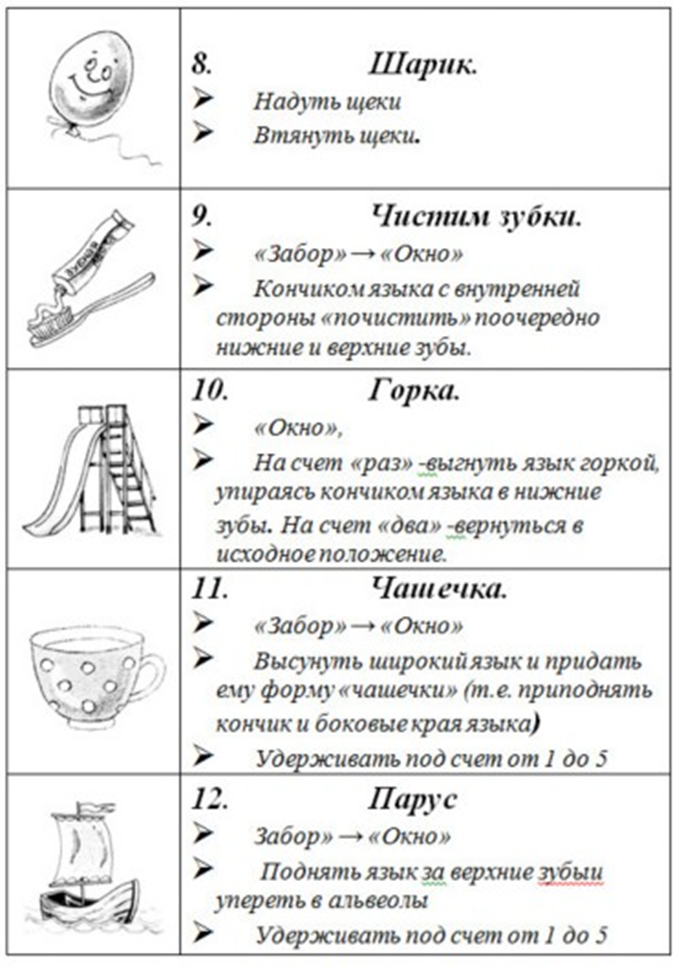 8. Шарик.
➢ Надуть щеки
➢ Втянуть щеки.
9. Чистим зубки.
➢ «Забор» → «Окно»
➢ Кончиком языка с внутренней
стороны «почистить» поочередно
нижние и верхние зубы.
10. Горка.
➢ «Окно»,
➢ На счет «раз» -выгнуть язык горкой,
упираясь кончиком языка в нижние
зубы. На счет «два» -вернуться в
исходное положение.
11. Чашечка.
➢ «Забор» → «Окно»
➢ Высунуть широкий язык и придать
ему форму «чашечки» (т.е. приподнять
кончик и боковые края языка)
➢ Удерживать под счет от 1 до 5
12. Парус
➢ Забор» → «Окно»
➢ Поднять язык за верхние зубыи
упереть в альвеолы
➢ Удерживать под счет от 1 до 5